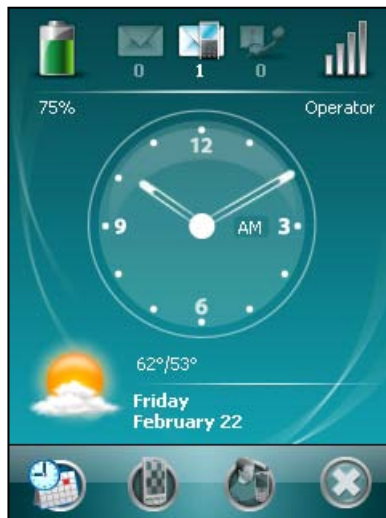 0 1 0
75% Operator
12
9 AM 3
6
62°/53°
Friday
February 22